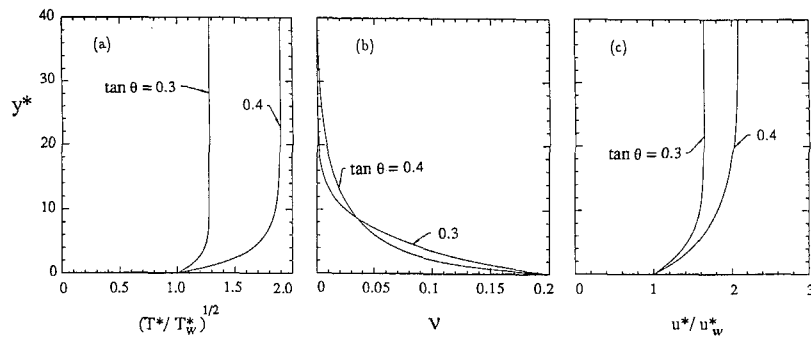 (a)
(b)
(c)
y*
40
30
20
10
0
tan θ = 0.3
0.4
tan θ = 0.4
0.3
tan θ = 0.3
0.4
0 0.5 1.0 1.5 2.0
0 0.05 0.1 0.15 0.2
0 1 2 3
(T*/T*w)^1/2
ν
u*/u*w